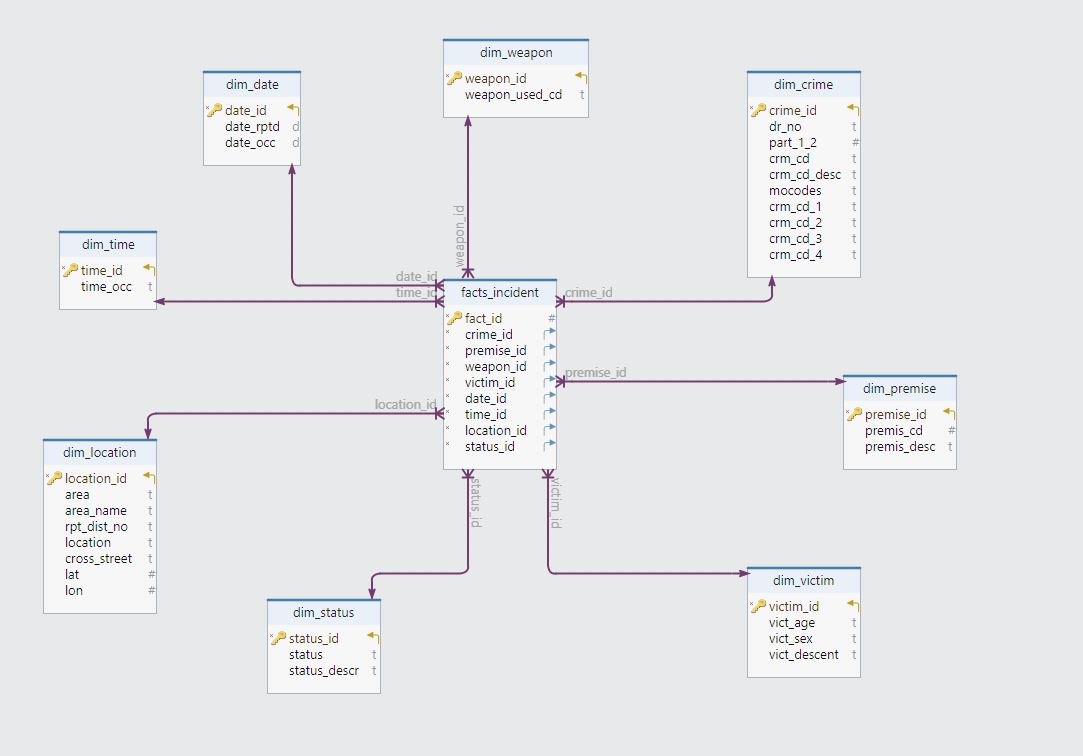 dim_weapon
weapon_id
weapon_used_cd t
dim_date
date_id
date_rptd d
date_occ d
dim_crime
crime_id
dr_no t
part_1_2 #
crm_cd t
crm_cd_desc t
mocodes t
crm_cd_1 t
crm_cd_2 t
crm_cd_3 t
crm_cd_4 t
dim_time
time_id
time_occ t
weapon_id
date_id
time_id
crime_id
facts_incident
fact_id #
crime_id
premise_id
weapon_id
victim_id
date_id
time_id
location_id
status_id
premise_id
location_id
status_id
victim_id
dim_premise
premise_id
premis_cd #
premis_desc t
dim_location
location_id
area t
area_name t
rpt_dist_no t
location t
cross_street t
lat #
lon #
dim_status
status_id
status t
status_descr t
dim_victim
victim_id
vict_age t
vict_sex t
vict_descent t